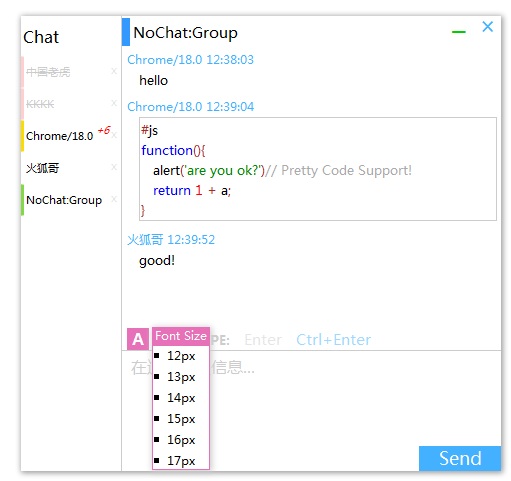 Chat
中国老虎 x
KKKK x
Chrome/18.0 +6 x
火狐哥 x
NoChat:Group x
NoChat:Group
Chrome/18.0 12:38:03
hello
Chrome/18.0 12:39:04
#js
function(){
alert('are you ok?')// Pretty Code Support!
return 1 + a;
}
火狐哥 12:39:52
good!
A Font Size PE: Enter Ctrl+Enter
在 信息...
12px
13px
14px
15px
16px
17px
Send